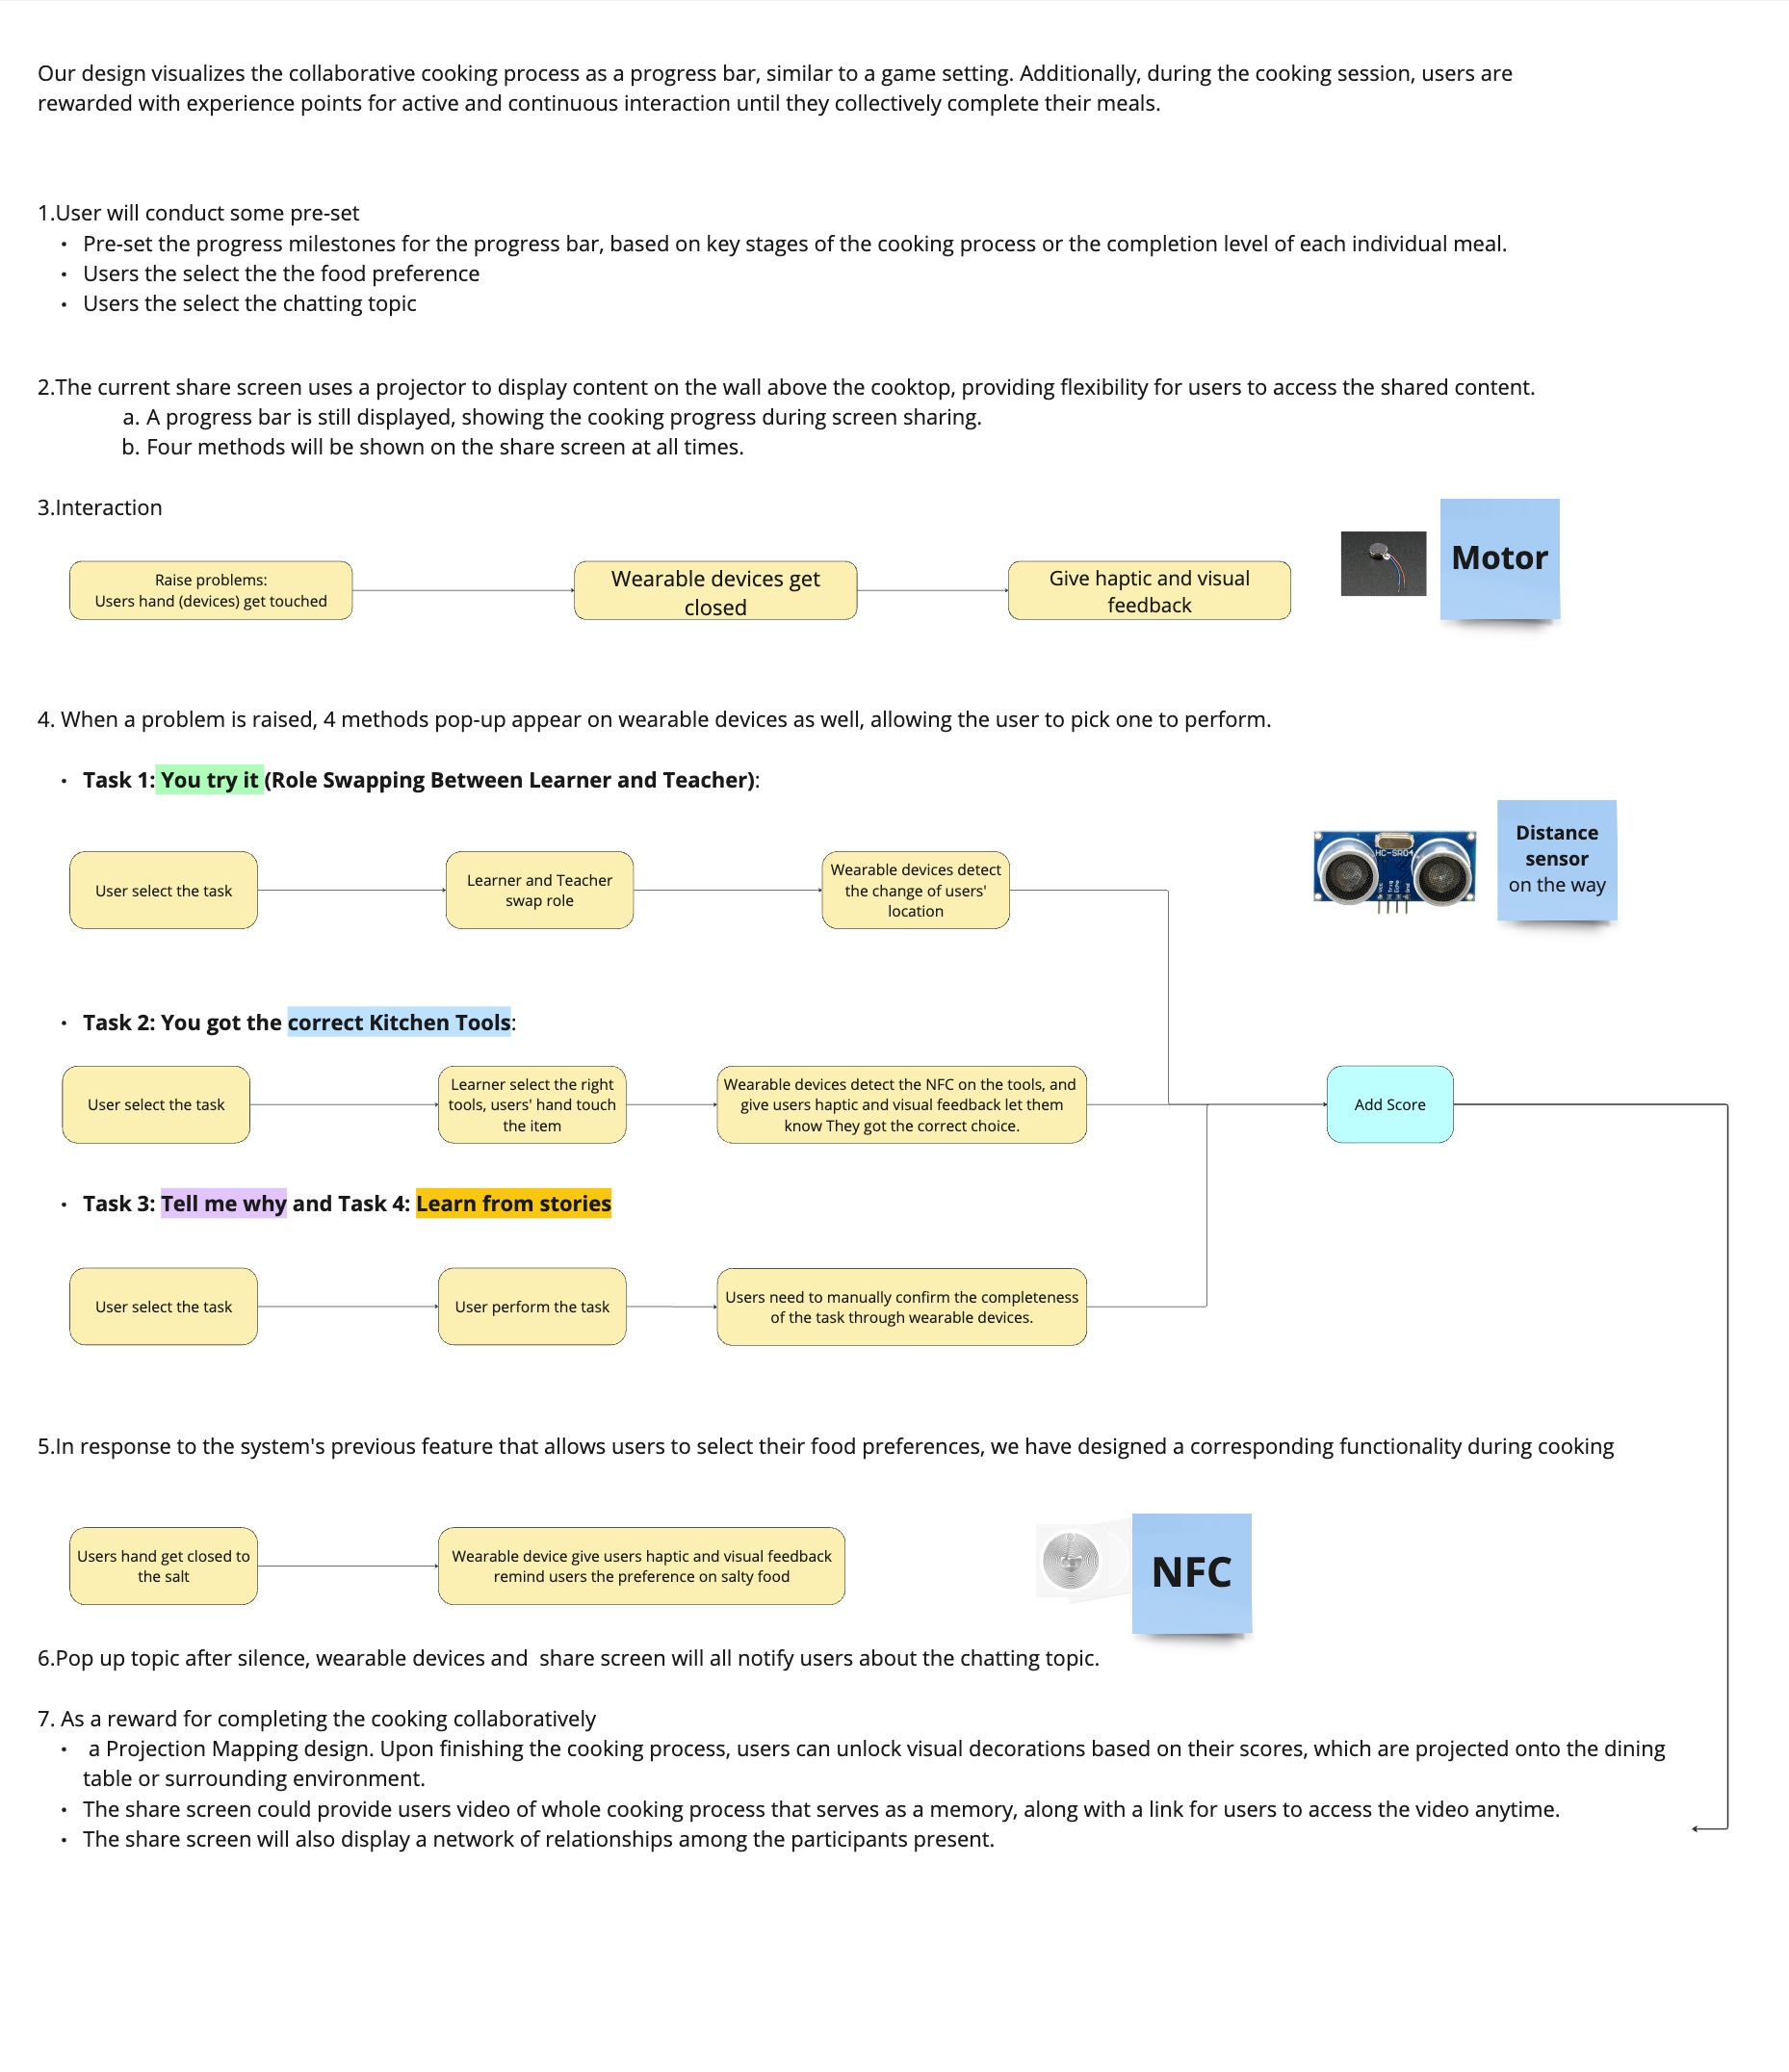 Our design visualizes the collaborative cooking process as a progress bar, similar to a game setting. Additionally, during the cooking session, users are
rewarded with experience points for active and continuous interaction until they collectively complete their meals.
1.User will conduct some pre-set
• Pre-set the progress milestones for the progress bar, based on key stages of the cooking process or the completion level of each individual meal.
• Users the select the the food preference
• Users the select the chatting topic
2.The current share screen uses a projector to display content on the wall above the cooktop, providing flexibility for users to access the shared content.
a. A progress bar is still displayed, showing the cooking progress during screen sharing.
b. Four methods will be shown on the share screen at all times.
3.Interaction
Raise problems:
Users hand (devices) get touched
Wearable devices get
closed
Give haptic and visual
feedback
Motor
4. When a problem is raised, 4 methods pop-up appear on wearable devices as well, allowing the user to pick one to perform.
• Task 1: You try it (Role Swapping Between Learner and Teacher):
User select the task
Learner and Teacher
swap role
Wearable devices detect
the change of users'
location
HC-SR04
Distance
sensor
on the way
• Task 2: You got the correct Kitchen Tools:
User select the task
Learner select the right
tools, users' hand touch
the item
Wearable devices detect the NFC on the tools, and
give users haptic and visual feedback let them
know They got the correct choice.
Add Score
• Task 3: Tell me why and Task 4: Learn from stories
User select the task
User perform the task
Users need to manually confirm the completeness
of the task through wearable devices.
5.In response to the system's previous feature that allows users to select their food preferences, we have designed a corresponding functionality during cooking
Users hand get closed to
the salt
Wearable device give users haptic and visual feedback
remind users the preference on salty food
NFC
6.Pop up topic after silence, wearable devices and  share screen will all notify users about the chatting topic.
7. As a reward for completing the cooking collaboratively
• a Projection Mapping design. Upon finishing the cooking process, users can unlock visual decorations based on their scores, which are projected onto the dining
table or surrounding environment.
• The share screen could provide users video of whole cooking process that serves as a memory, along with a link for users to access the video anytime.
• The share screen will also display a network of relationships among the participants present.